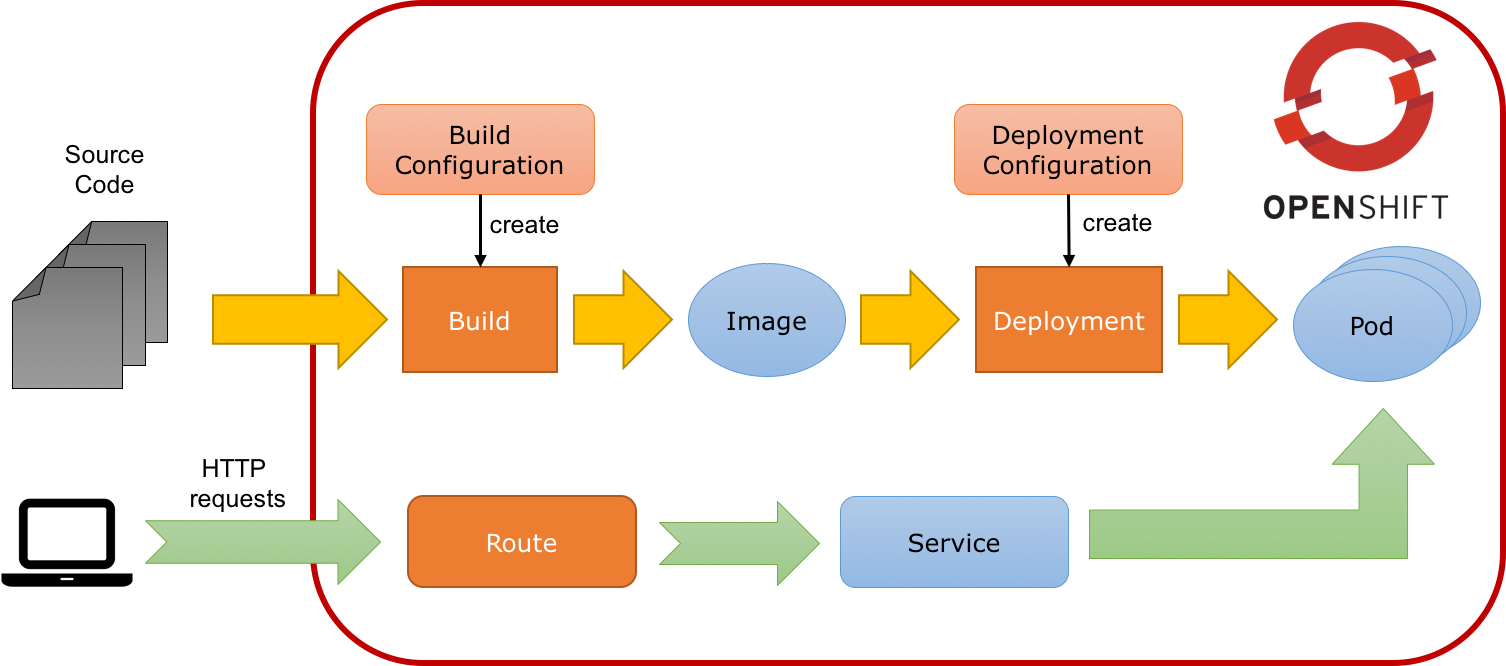 Source
Code
Build
Configuration
create
Deployment
Configuration
create
OPENSHIFT
Build
Image
Deployment
Pod
HTTP
requests
Route
Service